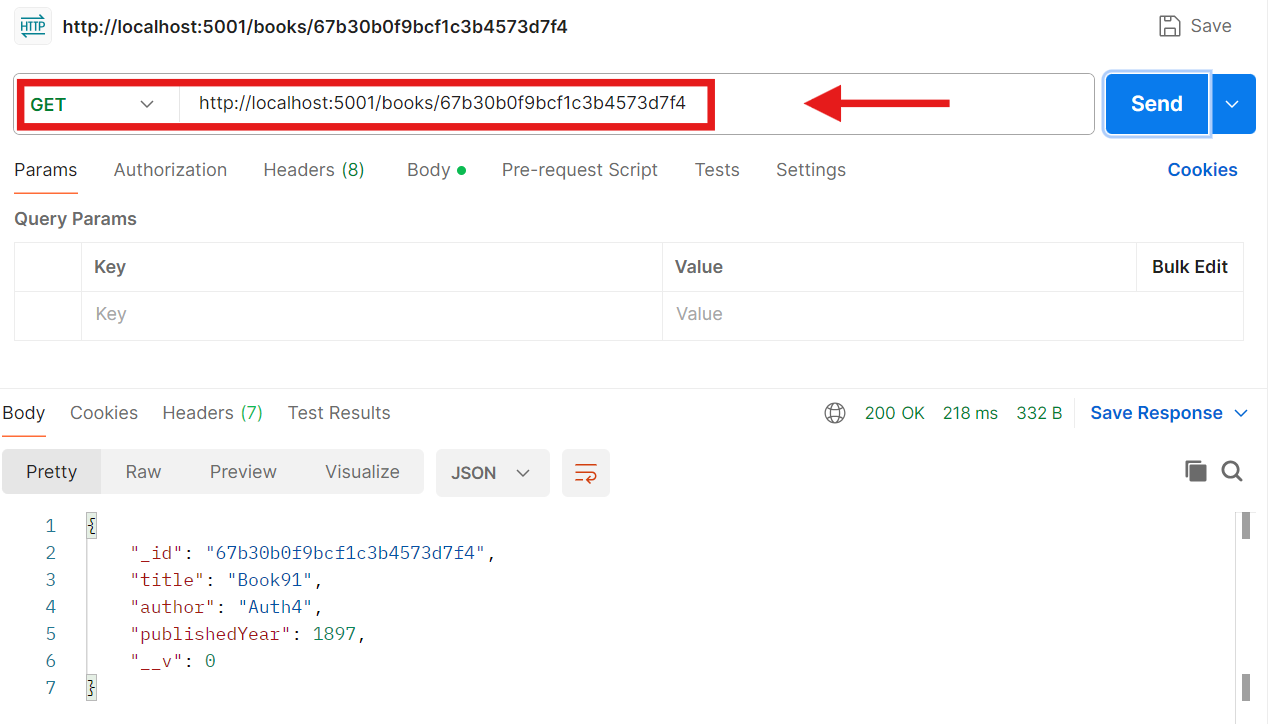 HTTP http://localhost:5001/books/67b30b0f9bcf1c3b4573d7f4 Save
GET http://localhost:5001/books/67b30b0f9bcf1c3b4573d7f4 Send
Params Authorization Headers (8) Body Pre-request Script Tests Settings Cookies
Query Params
Key Value Bulk Edit
Key Value
Body Cookies Headers (7) Test Results 200 OK 218 ms 332 B Save Response
Pretty Raw Preview Visualize JSON
1 {
2 "_id": "67b30b0f9bcf1c3b4573d7f4",
3 "title": "Book91",
4 "author": "Auth4",
5 "publishedYear": 1897,
6 "__v": 0
7 }